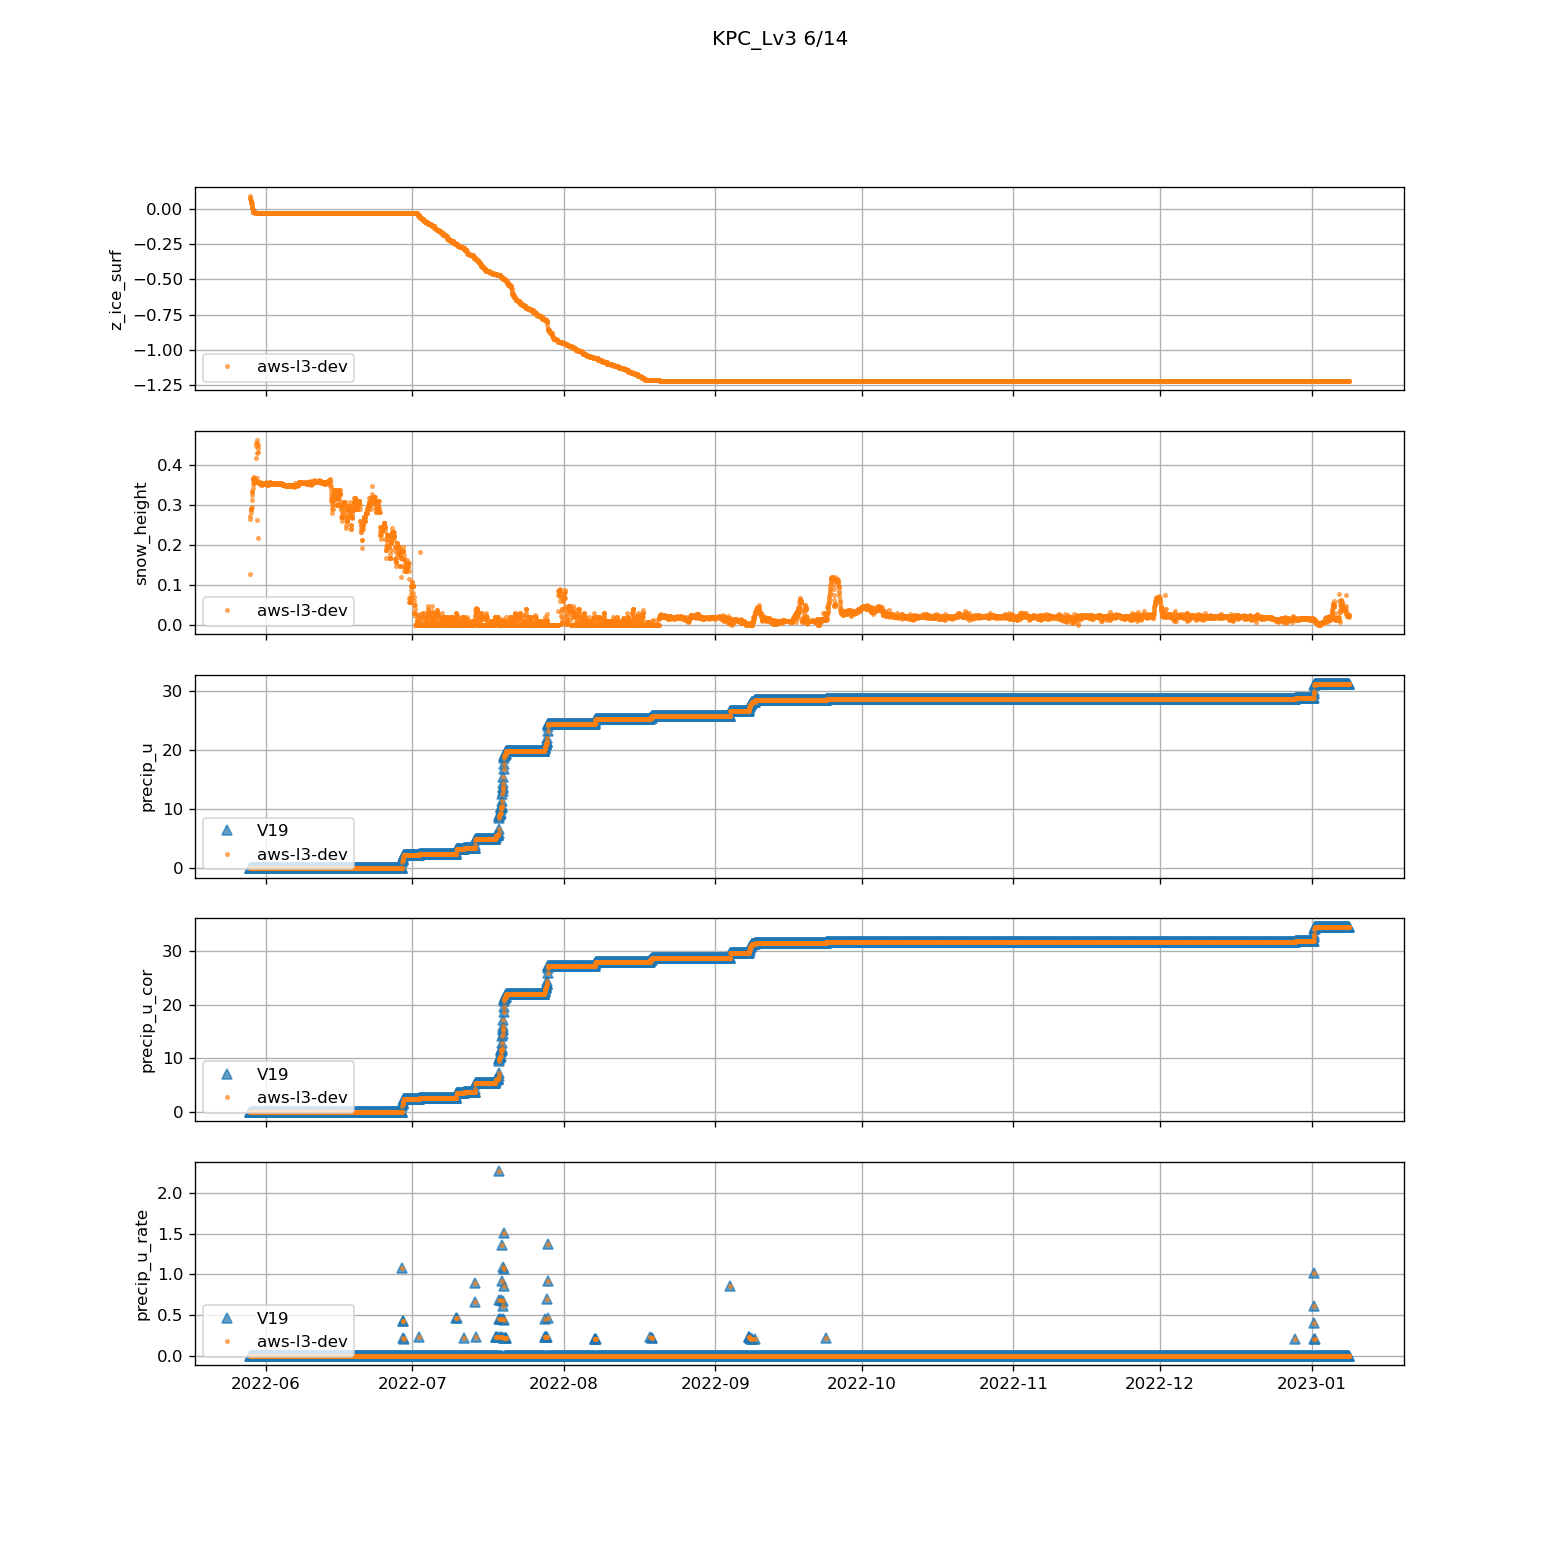 KPC_Lv3 6/14
0.00
−0.25
−0.50
−0.75
−1.00
−1.25
z_ice_surf
aws-l3-dev
0.4
0.3
0.2
0.1
0.0
snow_height
aws-l3-dev
30
20
10
0
precip_u
V19
aws-l3-dev
30
20
10
0
precip_u_cor
V19
aws-l3-dev
2.0
1.5
1.0
0.5
0.0
precip_u_rate
V19
aws-l3-dev
2022-06 2022-07 2022-08 2022-09 2022-10 2022-11 2022-12 2023-01